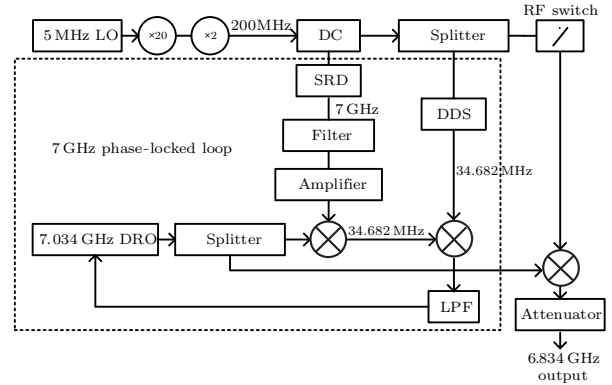 RF switch
5 MHz LO
×20
×2
200MHz
DC
Splitter
SRD
7 GHz
DDS
Filter
7 GHz phase-locked loop
34.682 MHz
Amplifier
7.034 GHz DRO
Splitter
34.682 MHz
LPF
Attenuator
6.834 GHz
output